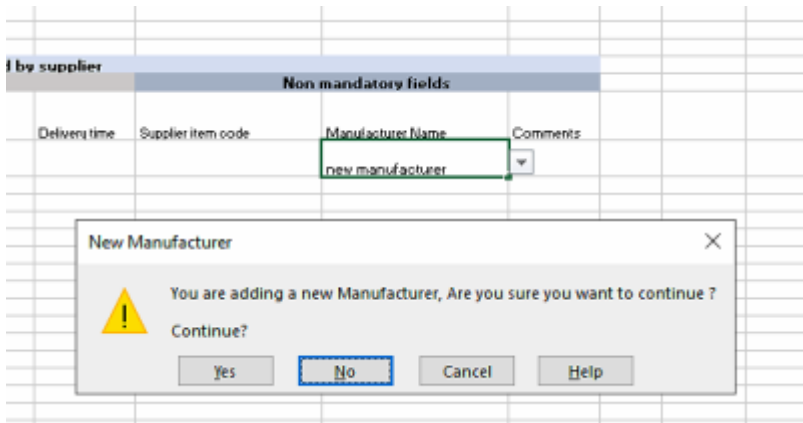 d by supplier
Non mandatory fields
Delivery time Supplier item code Manufacturer Name Comments
new manufacturer
New Manufacturer
You are adding a new Manufacturer, Are you sure you want to continue ?
Continue?
Yes No Cancel Help